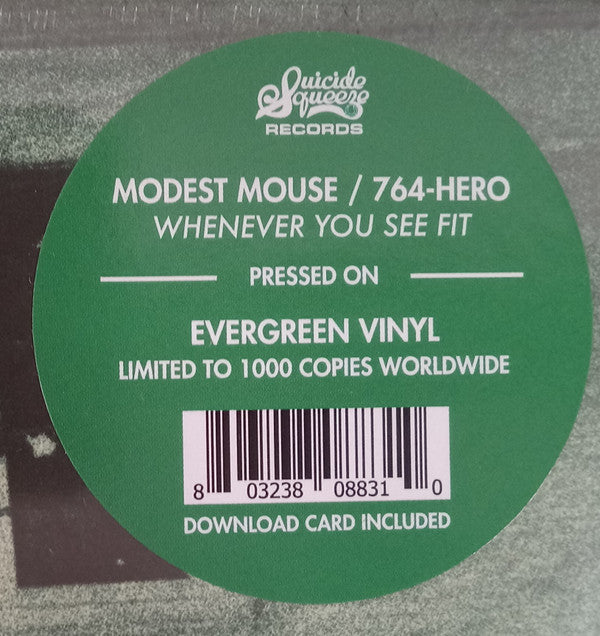 Suicide
Squeeze
RECORDS
MODEST MOUSE / 764-HERO
WHENEVER YOU SEE FIT
PRESSED ON
EVERGREEN VINYL
LIMITED TO 1000 COPIES WORLDWIDE
8 03238 08831 0
DOWNLOAD CARD INCLUDED